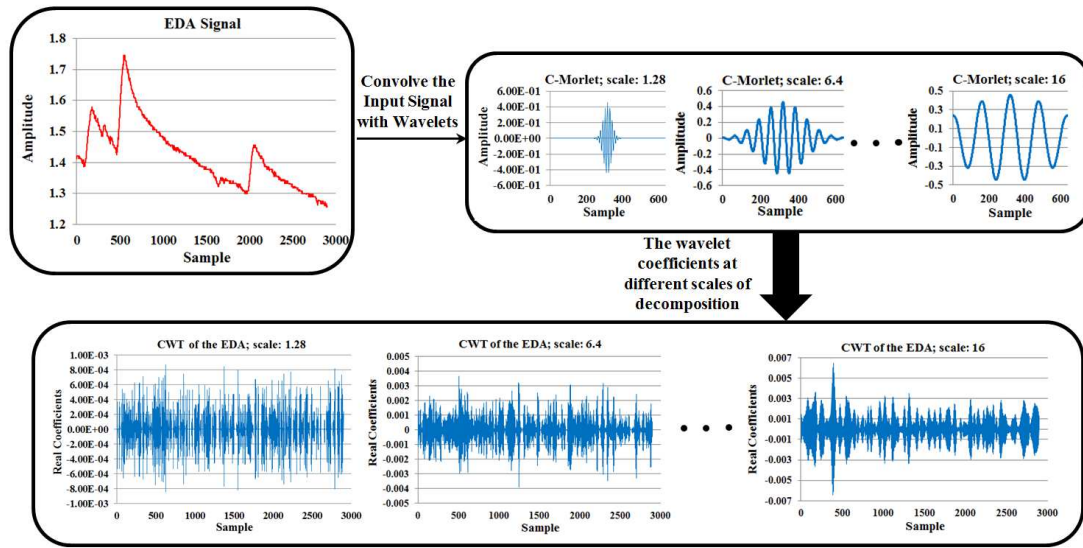 EDA Signal
1.8
1.7
1.6
1.5
1.4
1.3
1.2
Amplitude
0 500 1000 1500 2000 2500 3000
Sample
Convolve the
Input Signal
with Wavelets
C-Morlet; scale: 1.28
6.00E-01
4.00E-01
2.00E-01
0.00E+00
-2.00E-01
-4.00E-01
-6.00E-01
Amplitude
0 200 400 600
Sample
C-Morlet; scale: 6.4
0.6
0.4
0.2
0
-0.2
-0.4
-0.6
Amplitude
0 200 400 600
Sample
C-Morlet; scale: 16
0.5
0.3
0.1
-0.1
-0.3
-0.5
Amplitude
0 200 400 600
Sample
The wavelet
coefficients at
different scales of
decomposition
CWT of the EDA; scale: 1.28
1.00E-03
8.00E-04
6.00E-04
4.00E-04
2.00E-04
0.00E+00
-2.00E-04
-4.00E-04
-6.00E-04
-8.00E-04
-1.00E-03
Real Coefficients
0 500 1000 1500 2000 2500 3000
Sample
CWT of the EDA; scale: 6.4
0.005
0.004
0.003
0.002
0.001
0
-0.001
-0.002
-0.003
-0.004
-0.005
Real Coefficients
0 500 1000 1500 2000 2500 3000
Sample
CWT of the EDA; scale: 16
0.007
0.005
0.003
0.001
-0.001
-0.003
-0.005
-0.007
Real Coefficients
0 500 1000 1500 2000 2500 3000
Sample